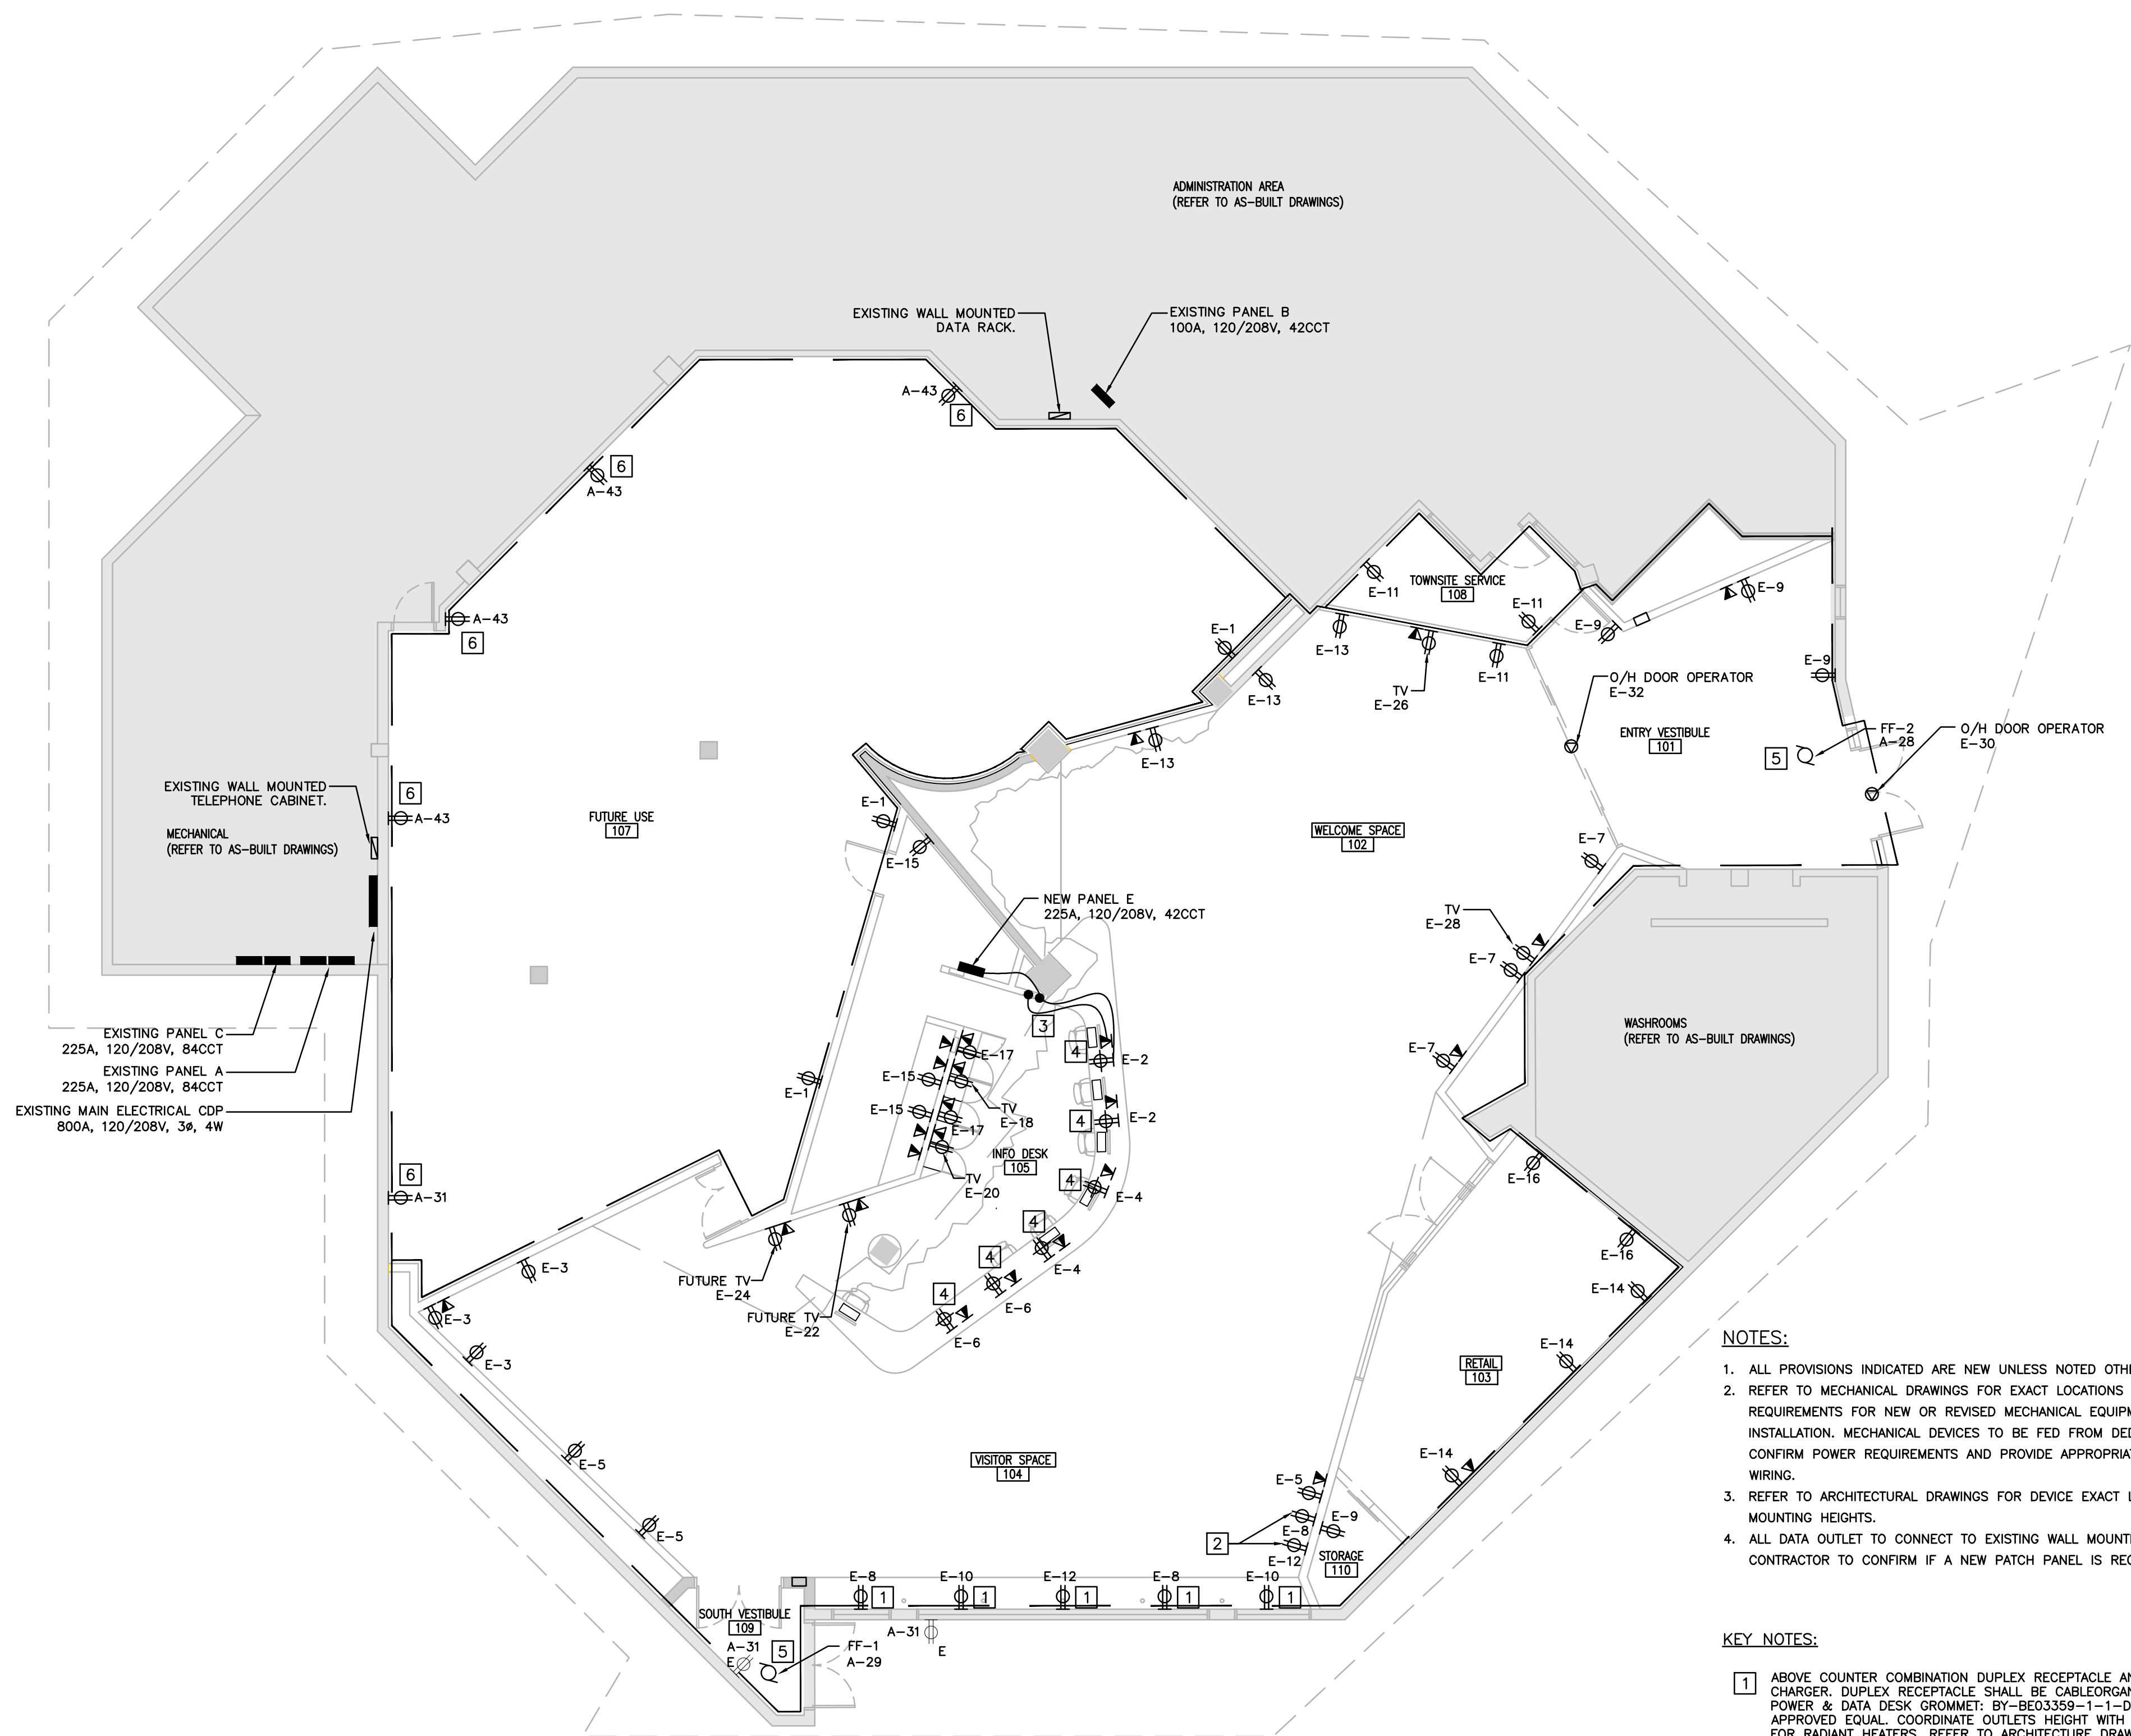 ADMINISTRATION AREA
(REFER TO AS-BUILT DRAWINGS)
EXISTING WALL MOUNTED
DATA RACK.
EXISTING PANEL B
100A, 120/208V, 42CCT
A-43
6
6
A-43
A-43
6
TOWNSITE SERVICE
108
E-11
E-11
E-9
E-9
E-1
E-13
E-11
E-13
TV
E-26
E-9
O/H DOOR OPERATOR
E-32
ENTRY VESTIBULE
101
FF-2
A-28
5
O/H DOOR OPERATOR
E-30
E-13
EXISTING WALL MOUNTED
TELEPHONE CABINET.
6
A-43
MECHANICAL
(REFER TO AS-BUILT DRAWINGS)
FUTURE USE
107
E-1
E-15
WELCOME SPACE
102
E-7
NEW PANEL E
225A, 120/208V, 42CCT
TV
E-28
E-7
EXISTING PANEL C
225A, 120/208V, 84CCT
EXISTING PANEL A
225A, 120/208V, 84CCT
EXISTING MAIN ELECTRICAL CDP
800A, 120/208V, 3ø, 4W
3
WASHROOMS
(REFER TO AS-BUILT DRAWINGS)
4
E-2
E-17
E-7
E-15
E-1
E-15
TV
E-18
E-17
4
E-2
INFO DESK
105
6
A-31
TV
E-20
4
E-4
E-16
4
E-16
E-3
FUTURE TV
E-24
4
E-4
E-14
4
E-6
E-3
FUTURE TV
E-22
E-6
E-3
E-14
RETAIL
103
E-14
E-5
VISITOR SPACE
104
E-5
E-5
E-9
E-8
2
E-12
STORAGE
110
E-8
1
E-10
1
E-12
1
E-8
1
E-10
1
SOUTH VESTIBULE
109
A-31
E
A-31
E
5
FF-1
A-29
NOTES:
1. ALL PROVISIONS INDICATED ARE NEW UNLESS NOTED
2. REFER TO MECHANICAL DRAWINGS FOR EXACT LOCATIONS
REQUIREMENTS FOR NEW OR REVISED MECHANICAL
INSTALLATION. MECHANICAL DEVICES TO BE FED FROM
CONFIRM POWER REQUIREMENTS AND PROVIDE
WIRING.
3. REFER TO ARCHITECTURAL DRAWINGS FOR DEVICE EXACT
MOUNTING HEIGHTS.
4. ALL DATA OUTLET TO CONNECT TO EXISTING WALL
CONTRACTOR TO CONFIRM IF A NEW PATCH PANEL IS
KEY NOTES:
1
ABOVE COUNTER COMBINATION DUPLEX RECEPTACLE
CHARGER. DUPLEX RECEPTACLE SHALL BE
POWER & DATA DESK GROMMET: BY-BE03359-1-1-D
APPROVED EQUAL. COORDINATE OUTLETS HEIGHT WITH
FOR RADIANT HEATERS. REFER TO ARCHITECTURE